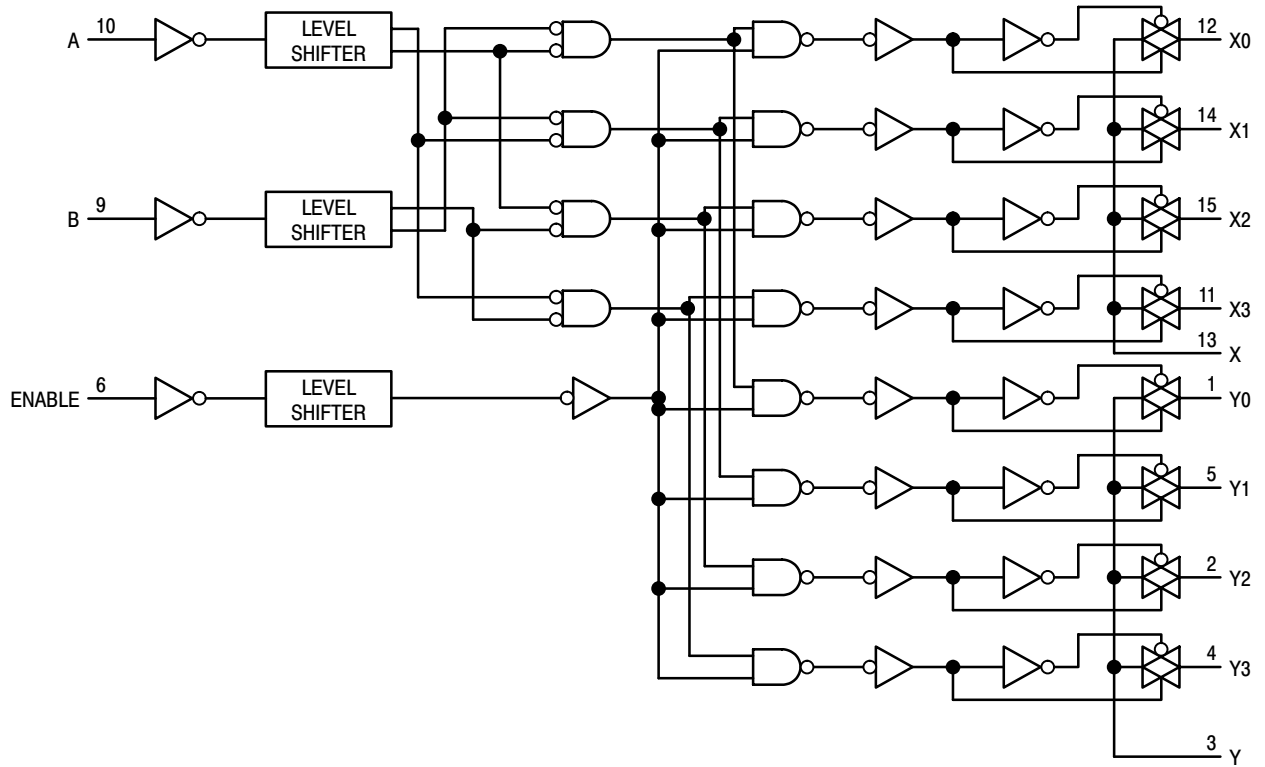 A 10 LEVEL SHIFTER 12 X0
14 X1
B 9 LEVEL SHIFTER 15 X2
11 X3
13 X
ENABLE 6 LEVEL SHIFTER 1 Y0
5 Y1
2 Y2
4 Y3
3 Y